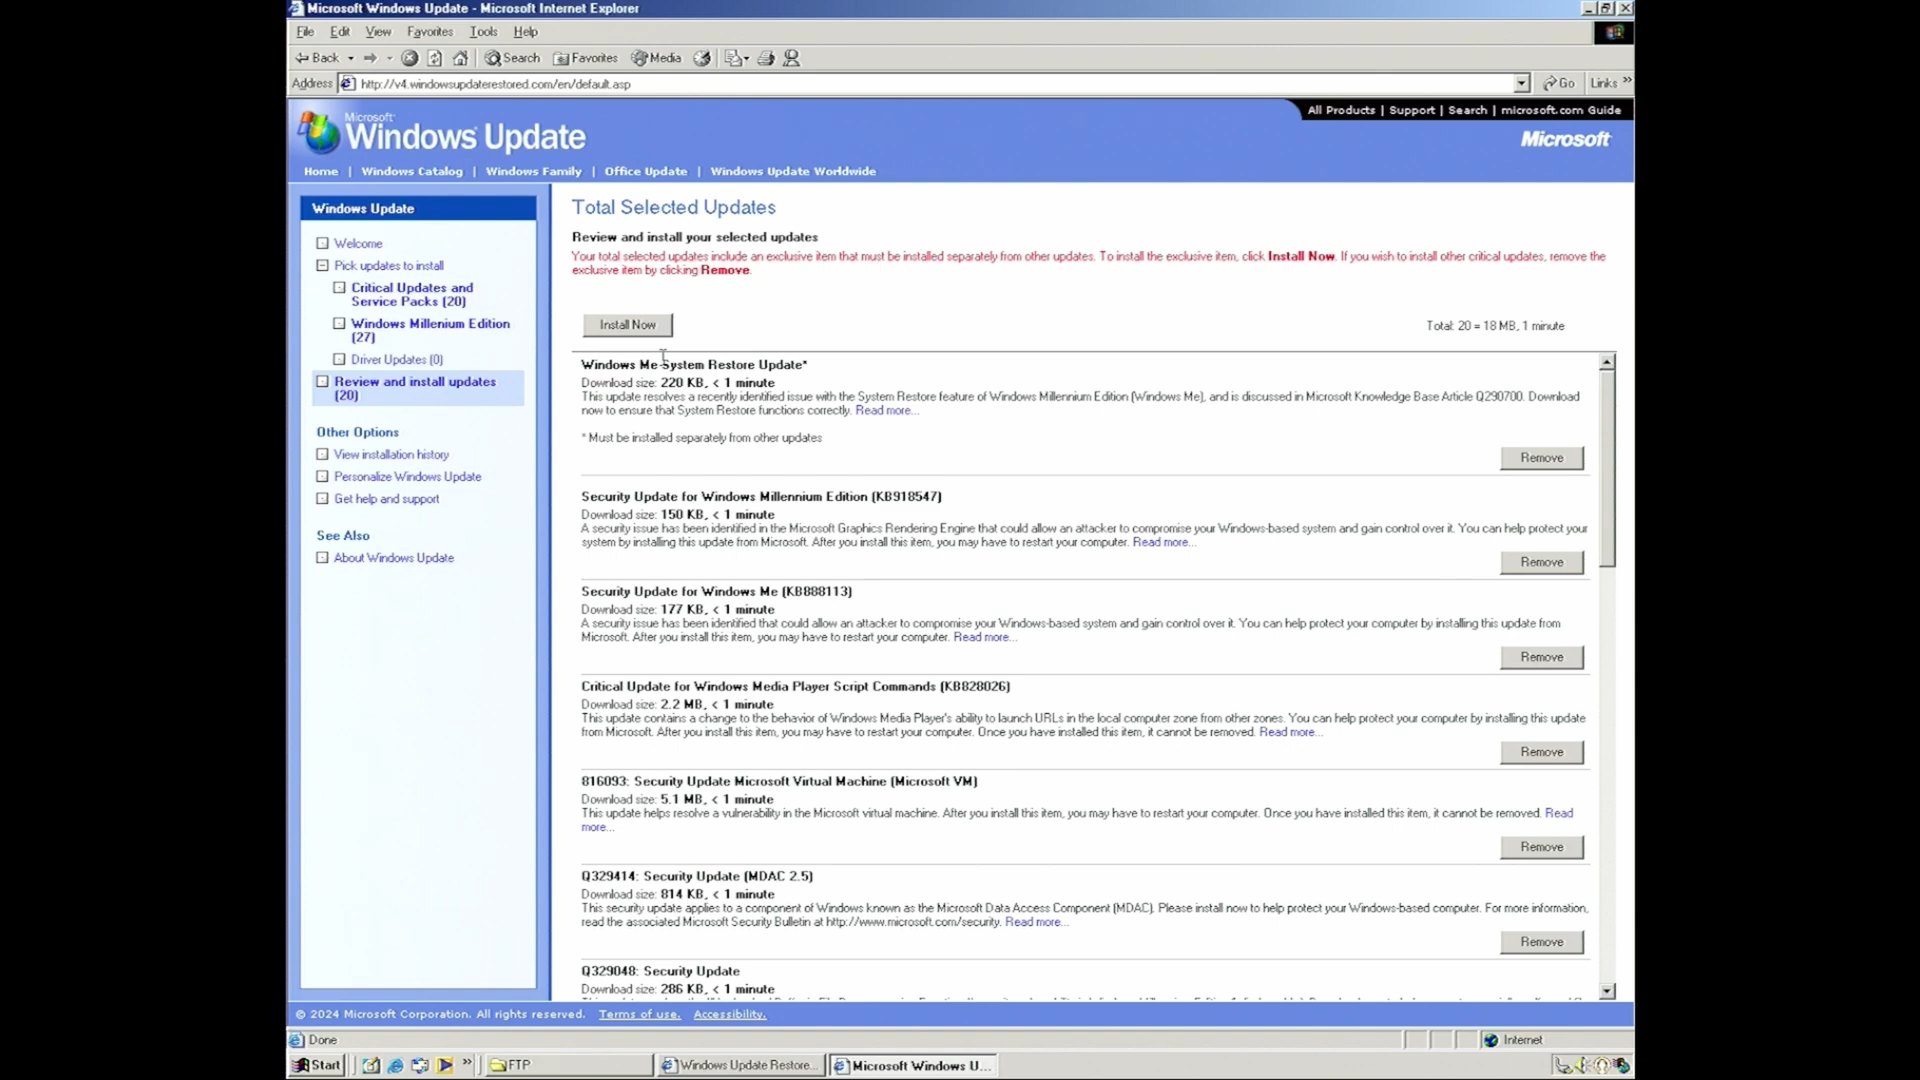 Microsoft Windows Update - Microsoft Internet Explorer
File Edit View Favorites Tools Help
Back Search Favorites Media
Address http://v4.windowsupdaterestored.com/en/default.asp Go Links »
All Products | Support | Search | microsoft.com Guide
Microsoft
Windows Update
Microsoft
Home | Windows Catalog | Windows Family | Office Update | Windows Update Worldwide
Windows Update
Welcome
Pick updates to install
Critical Updates and
Service Packs (20)
Windows Millenium Edition
(27)
Driver Updates (0)
Review and install updates
(20)
Other Options
View installation history
Personalize Windows Update
Get help and support
See Also
About Windows Update
Total Selected Updates
Review and install your selected updates
Your total selected updates include an exclusive item that must be installed separately from other updates. To install the exclusive item, click Install Now. If you wish to install other critical updates, remove the
exclusive item by clicking Remove.
Install Now
Total: 20 = 18 MB, 1 minute
Windows Me System Restore Update*
Download size: 220 KB, < 1 minute
This update resolves a recently identified issue with the System Restore feature of Windows Millennium Edition (Windows Me), and is discussed in Microsoft Knowledge Base Article Q290700. Download
now to ensure that System Restore functions correctly. Read more...
* Must be installed separately from other updates
Remove
Security Update for Windows Millennium Edition (KB918547)
Download size: 150 KB, < 1 minute
A security issue has been identified in the Microsoft Graphics Rendering Engine that could allow an attacker to compromise your Windows-based system and gain control over it. You can help protect your
system by installing this update from Microsoft. After you install this item, you may have to restart your computer. Read more...
Remove
Security Update for Windows Me (KB888113)
Download size: 177 KB, < 1 minute
A security issue has been identified that could allow an attacker to compromise your Windows-based system and gain control over it. You can help protect your computer by installing this update from
Microsoft. After you install this item, you may have to restart your computer. Read more...
Remove
Critical Update for Windows Media Player Script Commands (KB828026)
Download size: 2.2 MB, < 1 minute
This update contains a change to the behavior of Windows Media Player's ability to launch URLs in the local computer zone from other zones. You can help protect your computer by installing this update
from Microsoft. After you install this item, you may have to restart your computer. Once you have installed this item, it cannot be removed. Read more...
Remove
816093: Security Update Microsoft Virtual Machine (Microsoft VM)
Download size: 5.1 MB, < 1 minute
This update helps resolve a vulnerability in the Microsoft virtual machine. After you install this item, you may have to restart your computer. Once you have installed this item, it cannot be removed. Read
more...
Remove
Q329414: Security Update (MDAC 2.5)
Download size: 814 KB, < 1 minute
This security update applies to a component of Windows known as the Microsoft Data Access Component (MDAC). Please install now to help protect your Windows-based computer. For more information,
read the associated Microsoft Security Bulletin at http://www.microsoft.com/security. Read more...
Remove
Q329048: Security Update
Download size: 286 KB, < 1 minute
© 2024 Microsoft Corporation. All rights reserved. Terms of use. Accessibility.
Done Internet
Start » FTP Windows Update Restore... Microsoft Windows U...